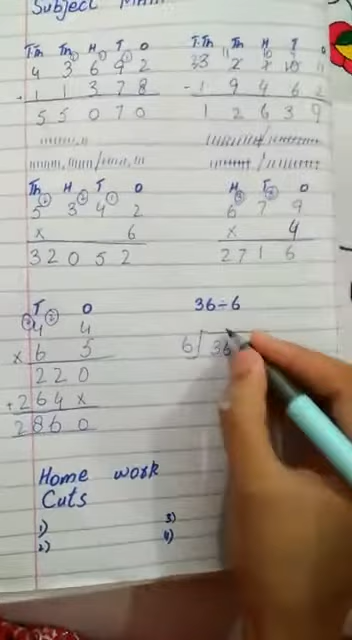 Subject Math
T.Th Th H T O
4 3 6 9 2
+ 1 1 3 7 8
5 5 0 7 0
T.Th Th H T O
- 1 9 4 6 2
1 2 6 3 9
Th H T O
5 3 4 2
x 6
3 2 0 5 2
H T O
6 7 9
x 4
2 7 1 6
T O
4 4
x 6 5
2 2 0
+ 2 6 4 x
2 8 6 0
36÷6
6 36
Home work
Cuts
1) 3)
2) 4)